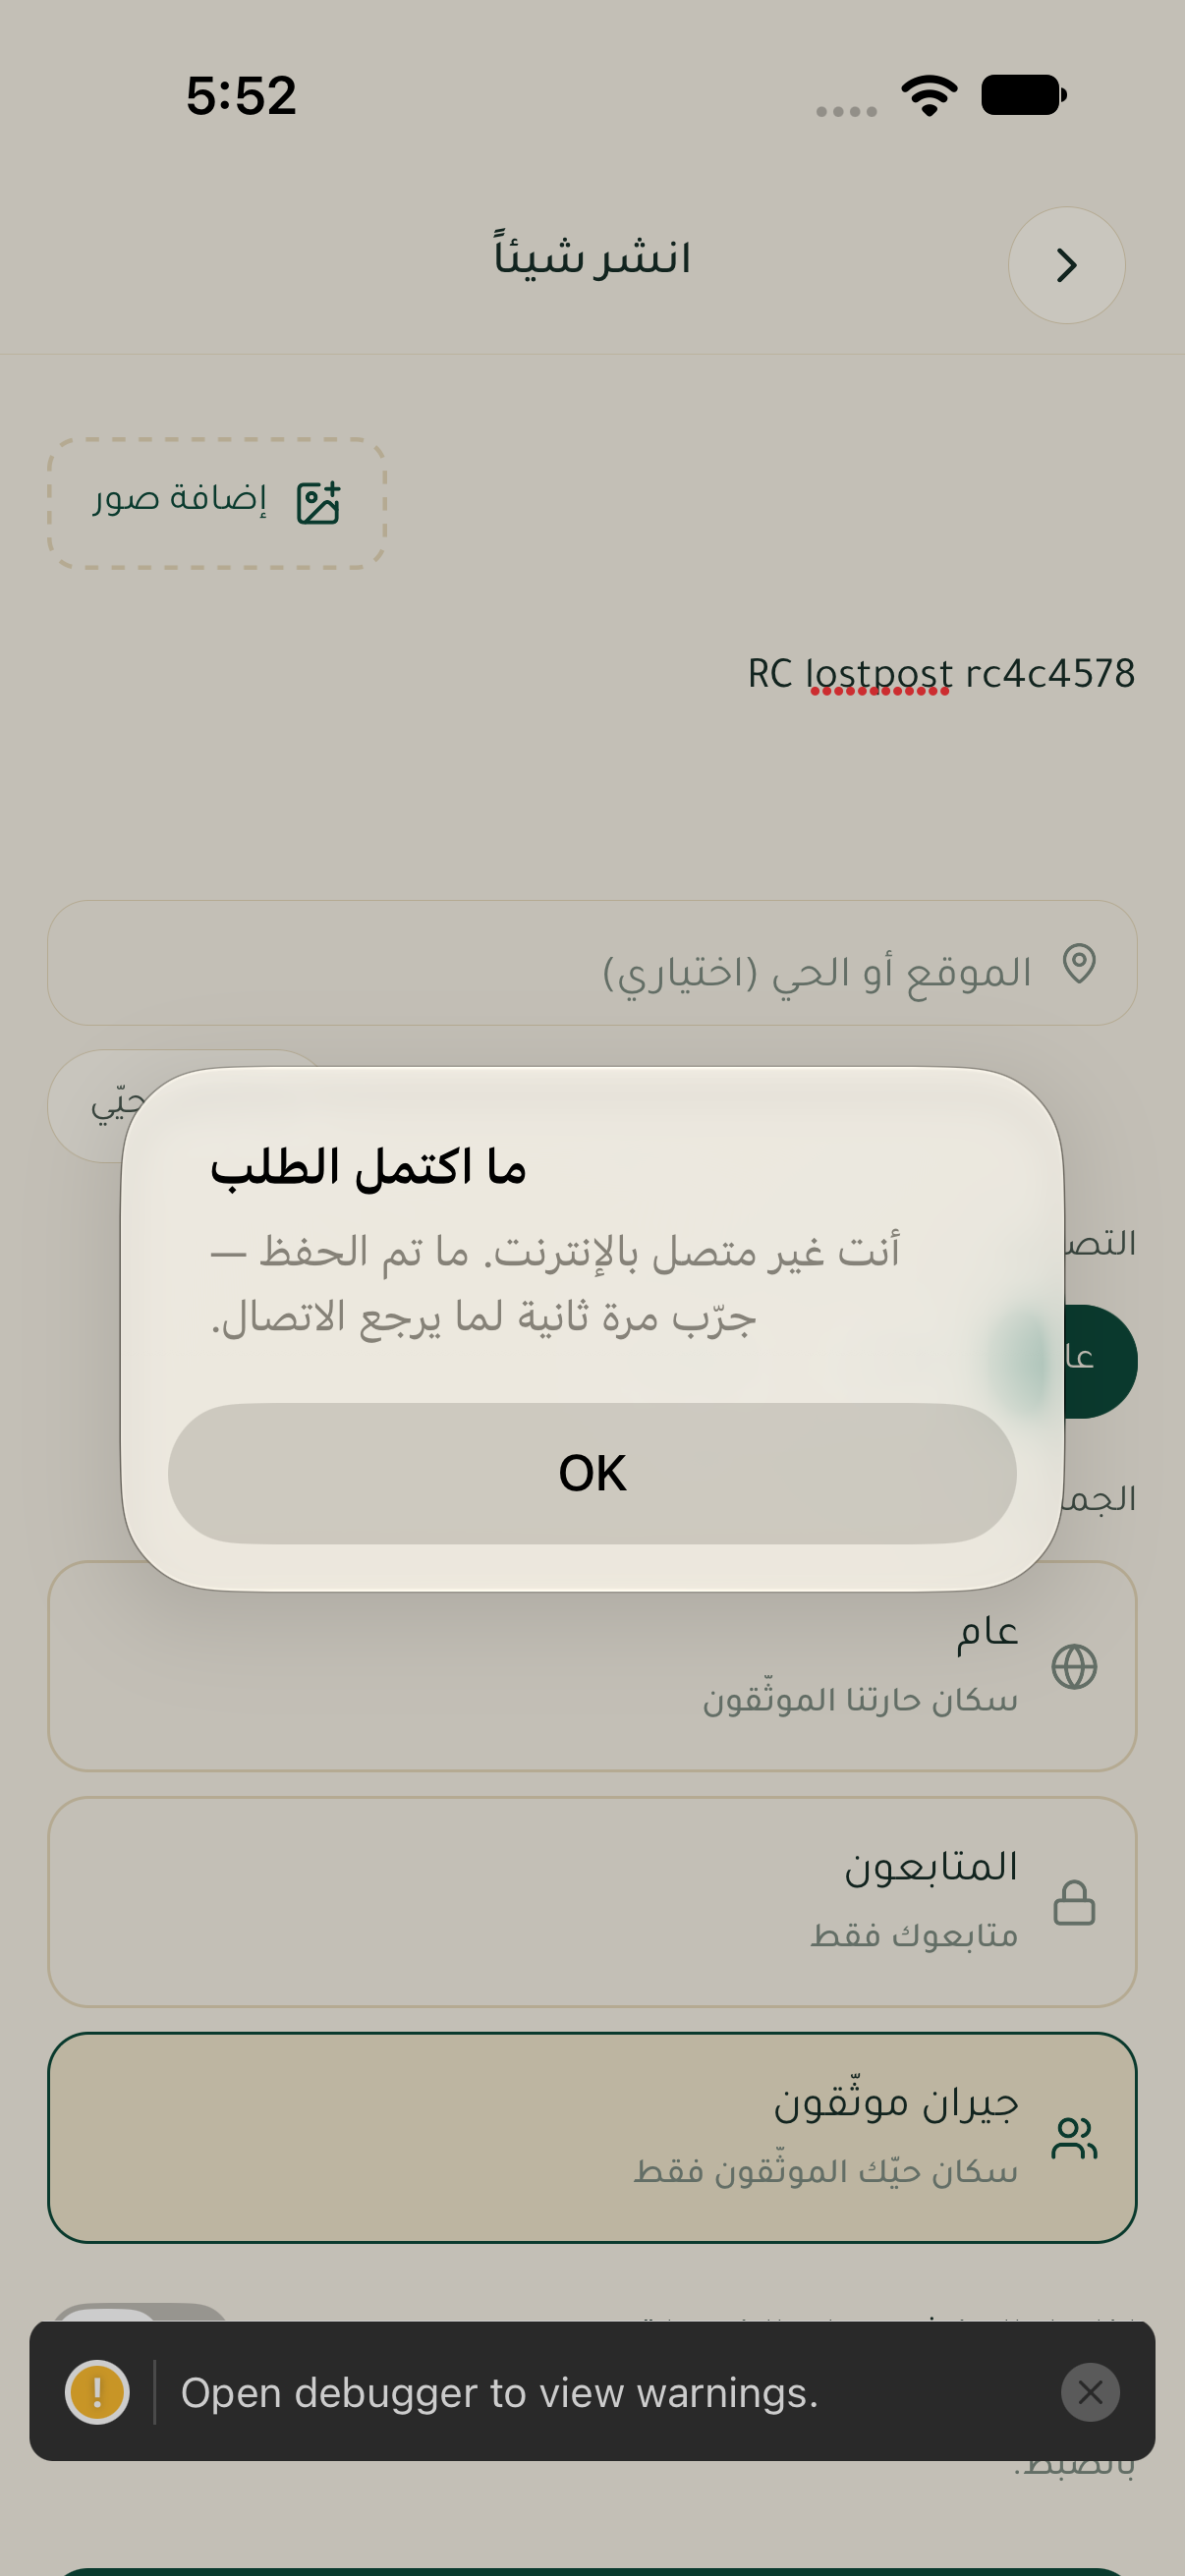 5:52
انشر شيئاً
إضافة صور
RC lostpost rc4c4578
الموقع أو الحي (اختياري)
ما اكتمل الطلب
أنت غير متصل بالإنترنت. ما تم الحفظ —
جرّب مرة ثانية لما يرجع الاتصال.
OK
عام
سكان حارتنا الموثّقون
المتابعون
متابعوك فقط
جيران موثّقون
سكان حيّك الموثّقون فقط
Open debugger to view warnings.
بالضبط.